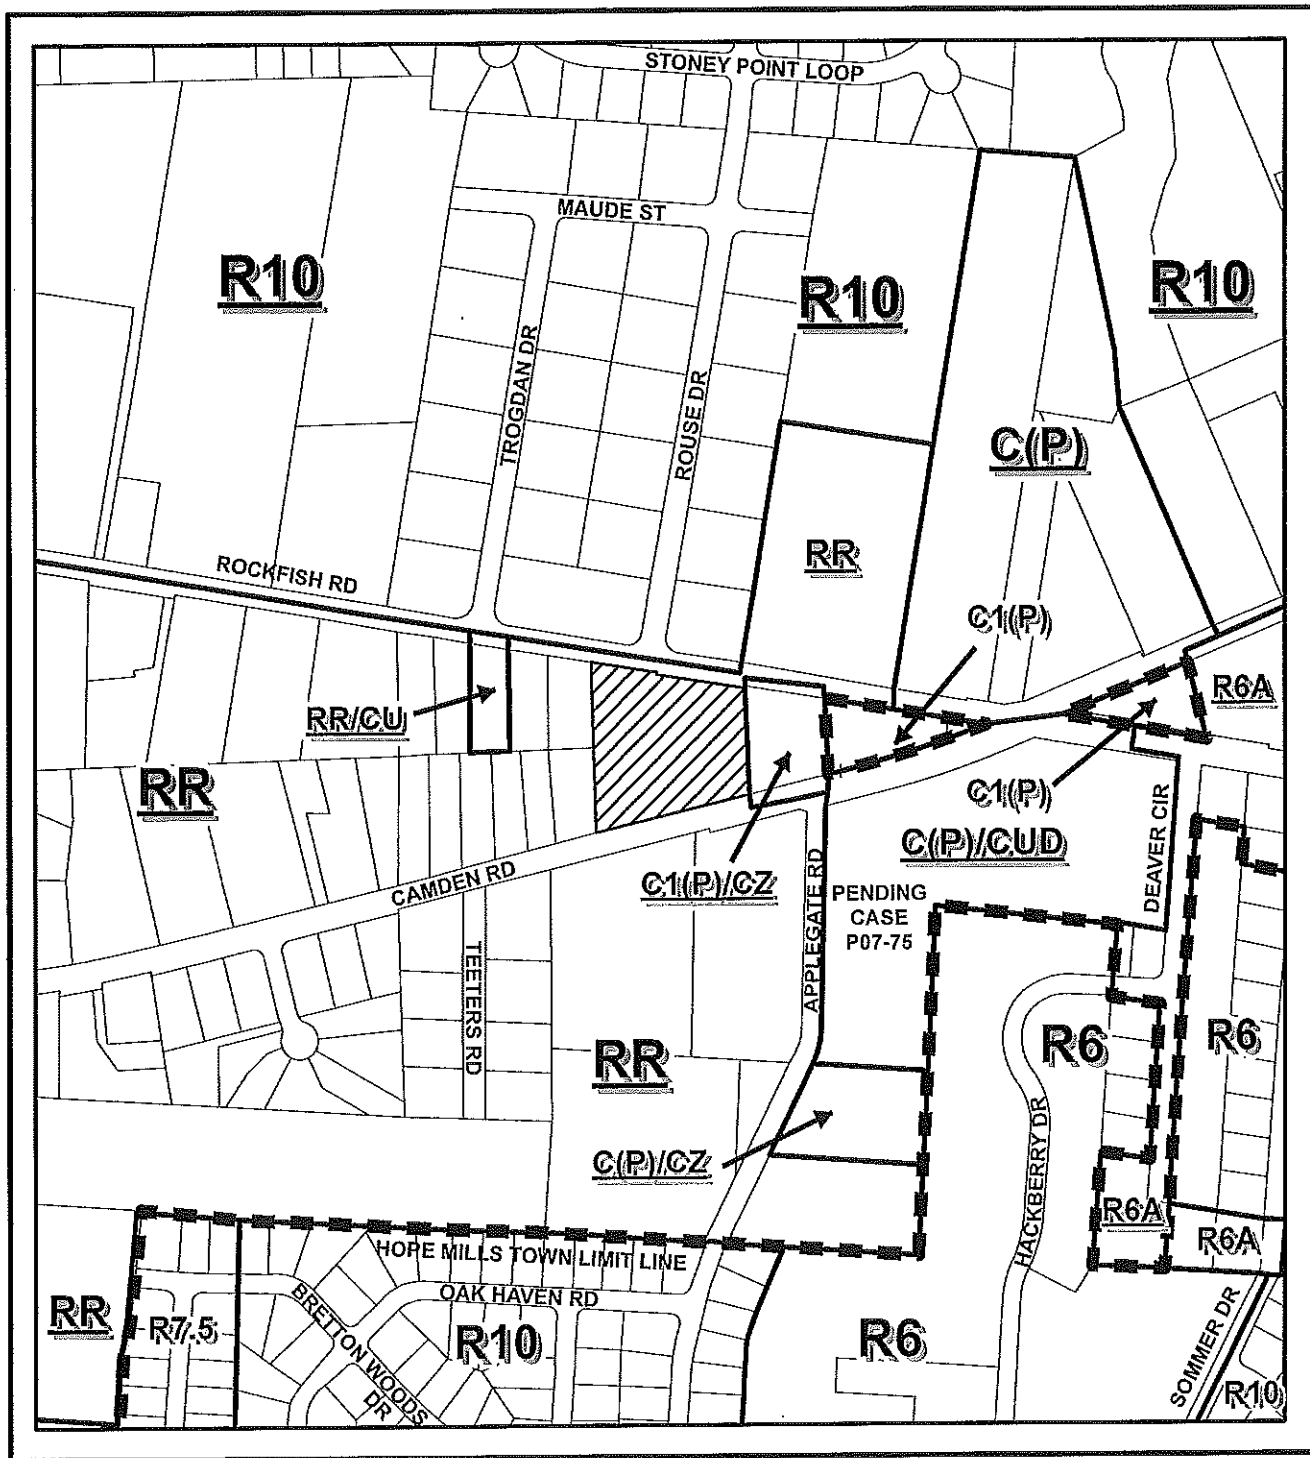 STONEY POINT LOOP
MAUDE ST
R10
R10
R10
TROGDAN DR
ROUSE DR
C(P)
RR
ROCKFISH RD
C1(P)
R6A
RR/CU
RR
C1(P)
C(P)/CUD
C1(P)/CZ
CAMDEN RD
DEAVER CIR
APPLEGATE RD
PENDING
CASE
P07-75
TEETERS RD
RR
R6
R6
C(P)/CZ
HACKBERRY DR
R6A
R6A
HOPE MILLS TOWN LIMIT LINE
OAK HAVEN RD
BRETTON WOODS
DR
RR
R7.5
R10
R6
SOMMER DR
R10